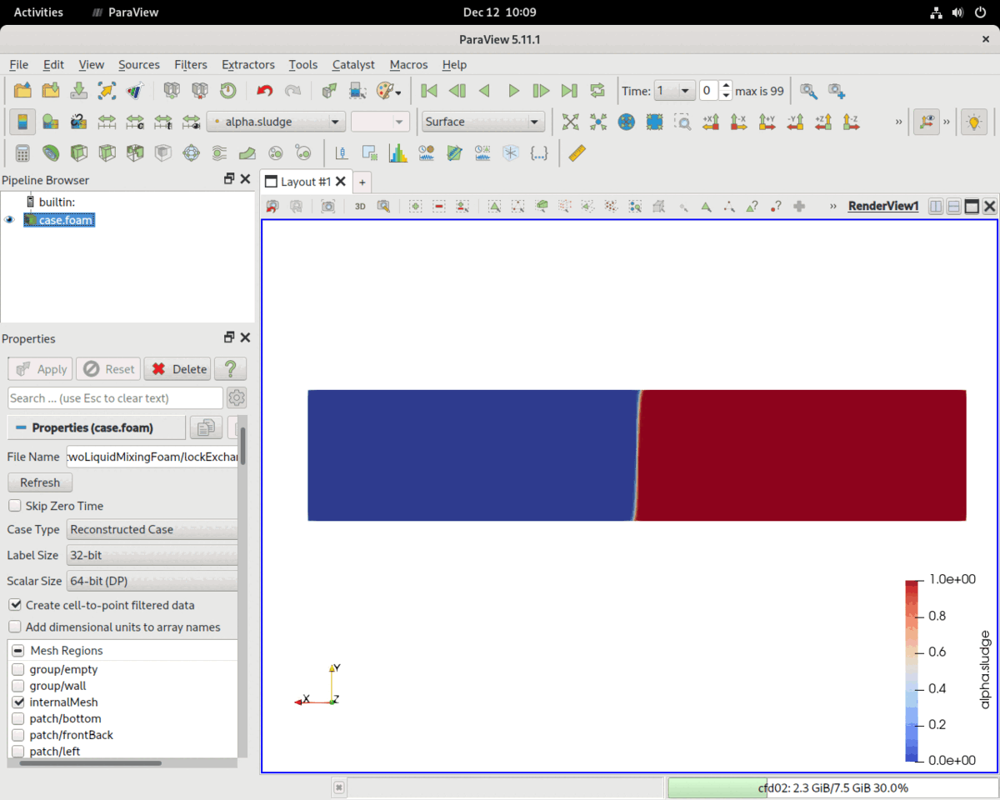 Activities ParaView Dec 12 10:09
ParaView 5.11.1
File Edit View Sources Filters Extractors Tools Catalyst Macros Help
Time: 1 0 max is 99
alpha.sludge Surface +X -X +Y -Y +Z -Z
Pipeline Browser
Layout #1
builtin:
3D RenderView1
case.foam
Properties
Apply Reset Delete ?
Search ... (use Esc to clear text)
Properties (case.foam)
File Name :woLiquidMixingFoam/lockExchar
Refresh
Skip Zero Time
Case Type Reconstructed Case
Label Size 32-bit
Scalar Size 64-bit (DP)
Create cell-to-point filtered data
Add dimensional units to array names
Mesh Regions
group/empty
group/wall
internalMesh
patch/bottom
patch/frontBack
patch/left
Y
X
Z
1.0e+00
0.8
0.6
0.4
0.2
0.0e+00
alpha.sludge
cfd02: 2.3 GiB/7.5 GiB 30.0%